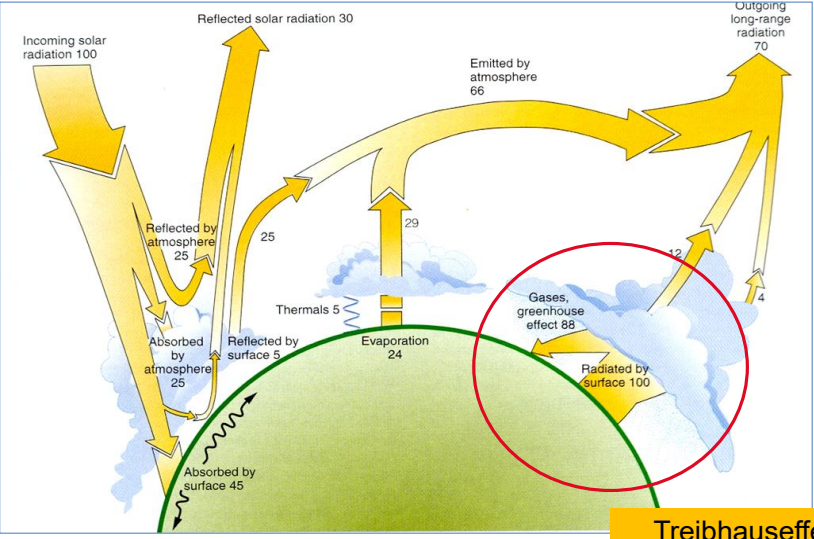 Reflected solar radiation 30
Incoming solar
radiation 100
Outgoing
long-range
radiation
70
Emitted by
atmosphere
66
Reflected by
atmosphere
25
25
29
12
4
Gases,
greenhouse
effect 88
Thermals 5
Absorbed
by
atmosphere
25
Reflected by
surface 5
Evaporation
24
Radiated by
surface 100
Absorbed by
surface 45
Treibhauseffe